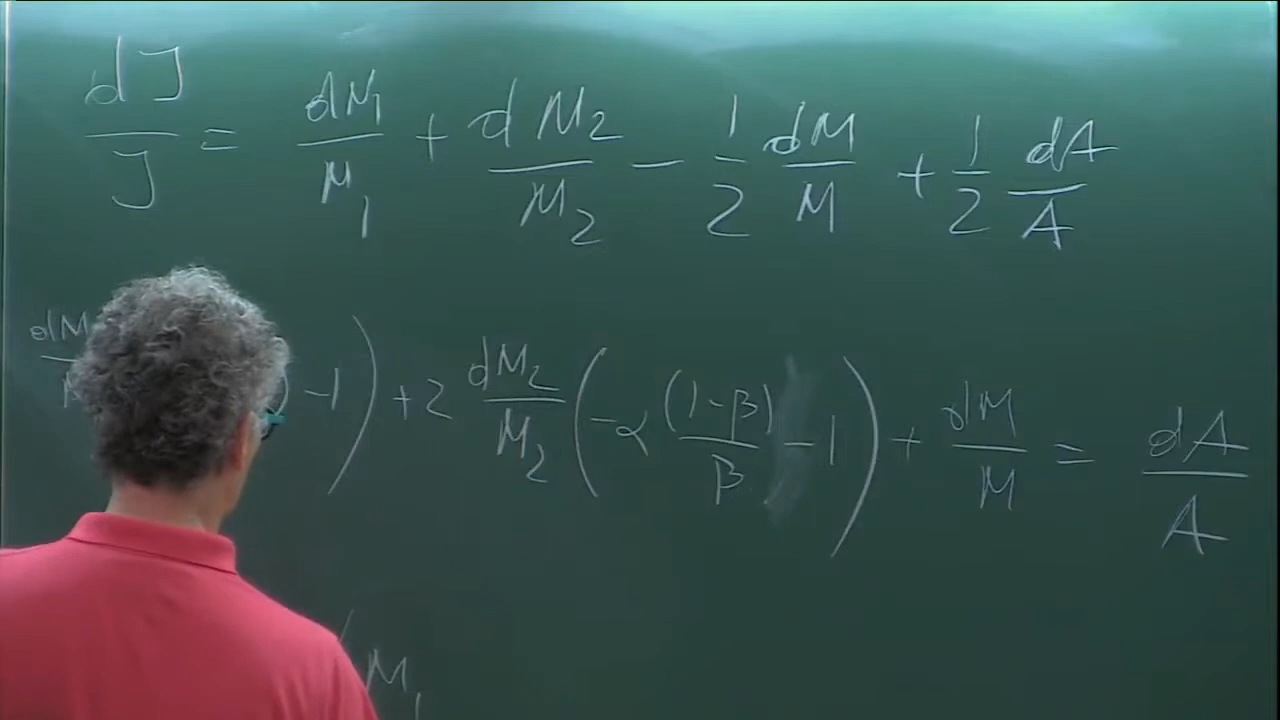 dJ/J = dM₁/M₁ + dM₂/M₂ − 1/2 dM/M + 1/2 dA/A
dM −1) + 2 dM₂/M₂ (−α (1−β)/β −1) + dM/M = dA/A
M₁